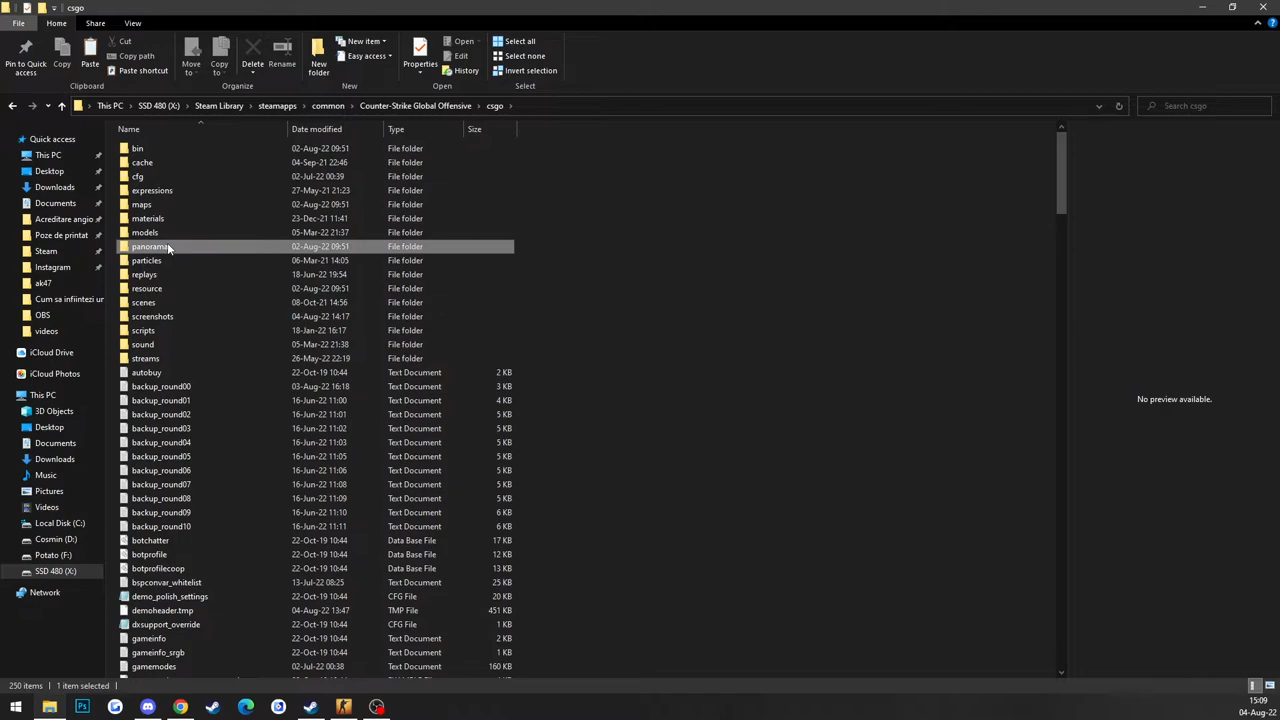 csgo
File Home Share View
Pin to Quick access
Copy
Paste
Cut
Copy path
Paste shortcut
Clipboard
Move to
Copy to
Delete
Rename
Organize
New folder
New item
Easy access
New
Properties
Open
Edit
History
Open
Select all
Select none
Invert selection
Select
This PC > SSD 480 (X:) > Steam Library > steamapps > common > Counter-Strike Global Offensive > csgo >
Search csgo
Quick access
This PC
Desktop
Downloads
Documents
Acreditare angio
Poze de printat
Steam
Instagram
ak47
Cum sa infiintezi ur
OBS
videos
iCloud Drive
iCloud Photos
This PC
3D Objects
Desktop
Documents
Downloads
Music
Pictures
Videos
Local Disk (C:)
Cosmin (D:)
Potato (F:)
SSD 480 (X:)
Network
Name Date modified Type Size
bin 02-Aug-22 09:51 File folder
cache 04-Sep-21 22:46 File folder
cfg 02-Jul-22 00:39 File folder
expressions 27-May-21 21:23 File folder
maps 02-Aug-22 09:51 File folder
materials 23-Dec-21 11:41 File folder
models 05-Mar-22 21:37 File folder
panorama 02-Aug-22 09:51 File folder
particles 06-Mar-21 14:05 File folder
replays 18-Jun-22 19:54 File folder
resource 02-Aug-22 09:51 File folder
scenes 08-Oct-21 14:56 File folder
screenshots 04-Aug-22 14:17 File folder
scripts 18-Jan-22 16:17 File folder
sound 05-Mar-22 21:38 File folder
streams 26-May-22 22:19 File folder
autobuy 22-Oct-19 10:44 Text Document 2 KB
backup_round00 03-Aug-22 16:18 Text Document 3 KB
backup_round01 16-Jun-22 11:00 Text Document 4 KB
backup_round02 16-Jun-22 11:01 Text Document 5 KB
backup_round03 16-Jun-22 11:02 Text Document 5 KB
backup_round04 16-Jun-22 11:03 Text Document 5 KB
backup_round05 16-Jun-22 11:05 Text Document 5 KB
backup_round06 16-Jun-22 11:06 Text Document 5 KB
backup_round07 16-Jun-22 11:08 Text Document 5 KB
backup_round08 16-Jun-22 11:09 Text Document 5 KB
backup_round09 16-Jun-22 11:10 Text Document 6 KB
backup_round10 16-Jun-22 11:11 Text Document 6 KB
botchatter 22-Oct-19 10:44 Data Base File 17 KB
botprofile 22-Oct-19 10:44 Data Base File 12 KB
botprofilecoop 22-Oct-19 10:44 Data Base File 13 KB
bspconvar_whitelist 13-Jul-22 08:25 Text Document 25 KB
demo_polish_settings 22-Oct-19 10:44 CFG File 20 KB
demoheader.tmp 04-Aug-22 13:47 TMP File 451 KB
dxsupport_override 22-Oct-19 10:44 CFG File 1 KB
gameinfo 22-Oct-19 10:44 Text Document 2 KB
gameinfo_srgb 22-Oct-19 10:44 Text Document 2 KB
gamemodes 02-Jul-22 00:38 Text Document 160 KB
No preview available.
250 items 1 item selected
15:09
04-Aug-22